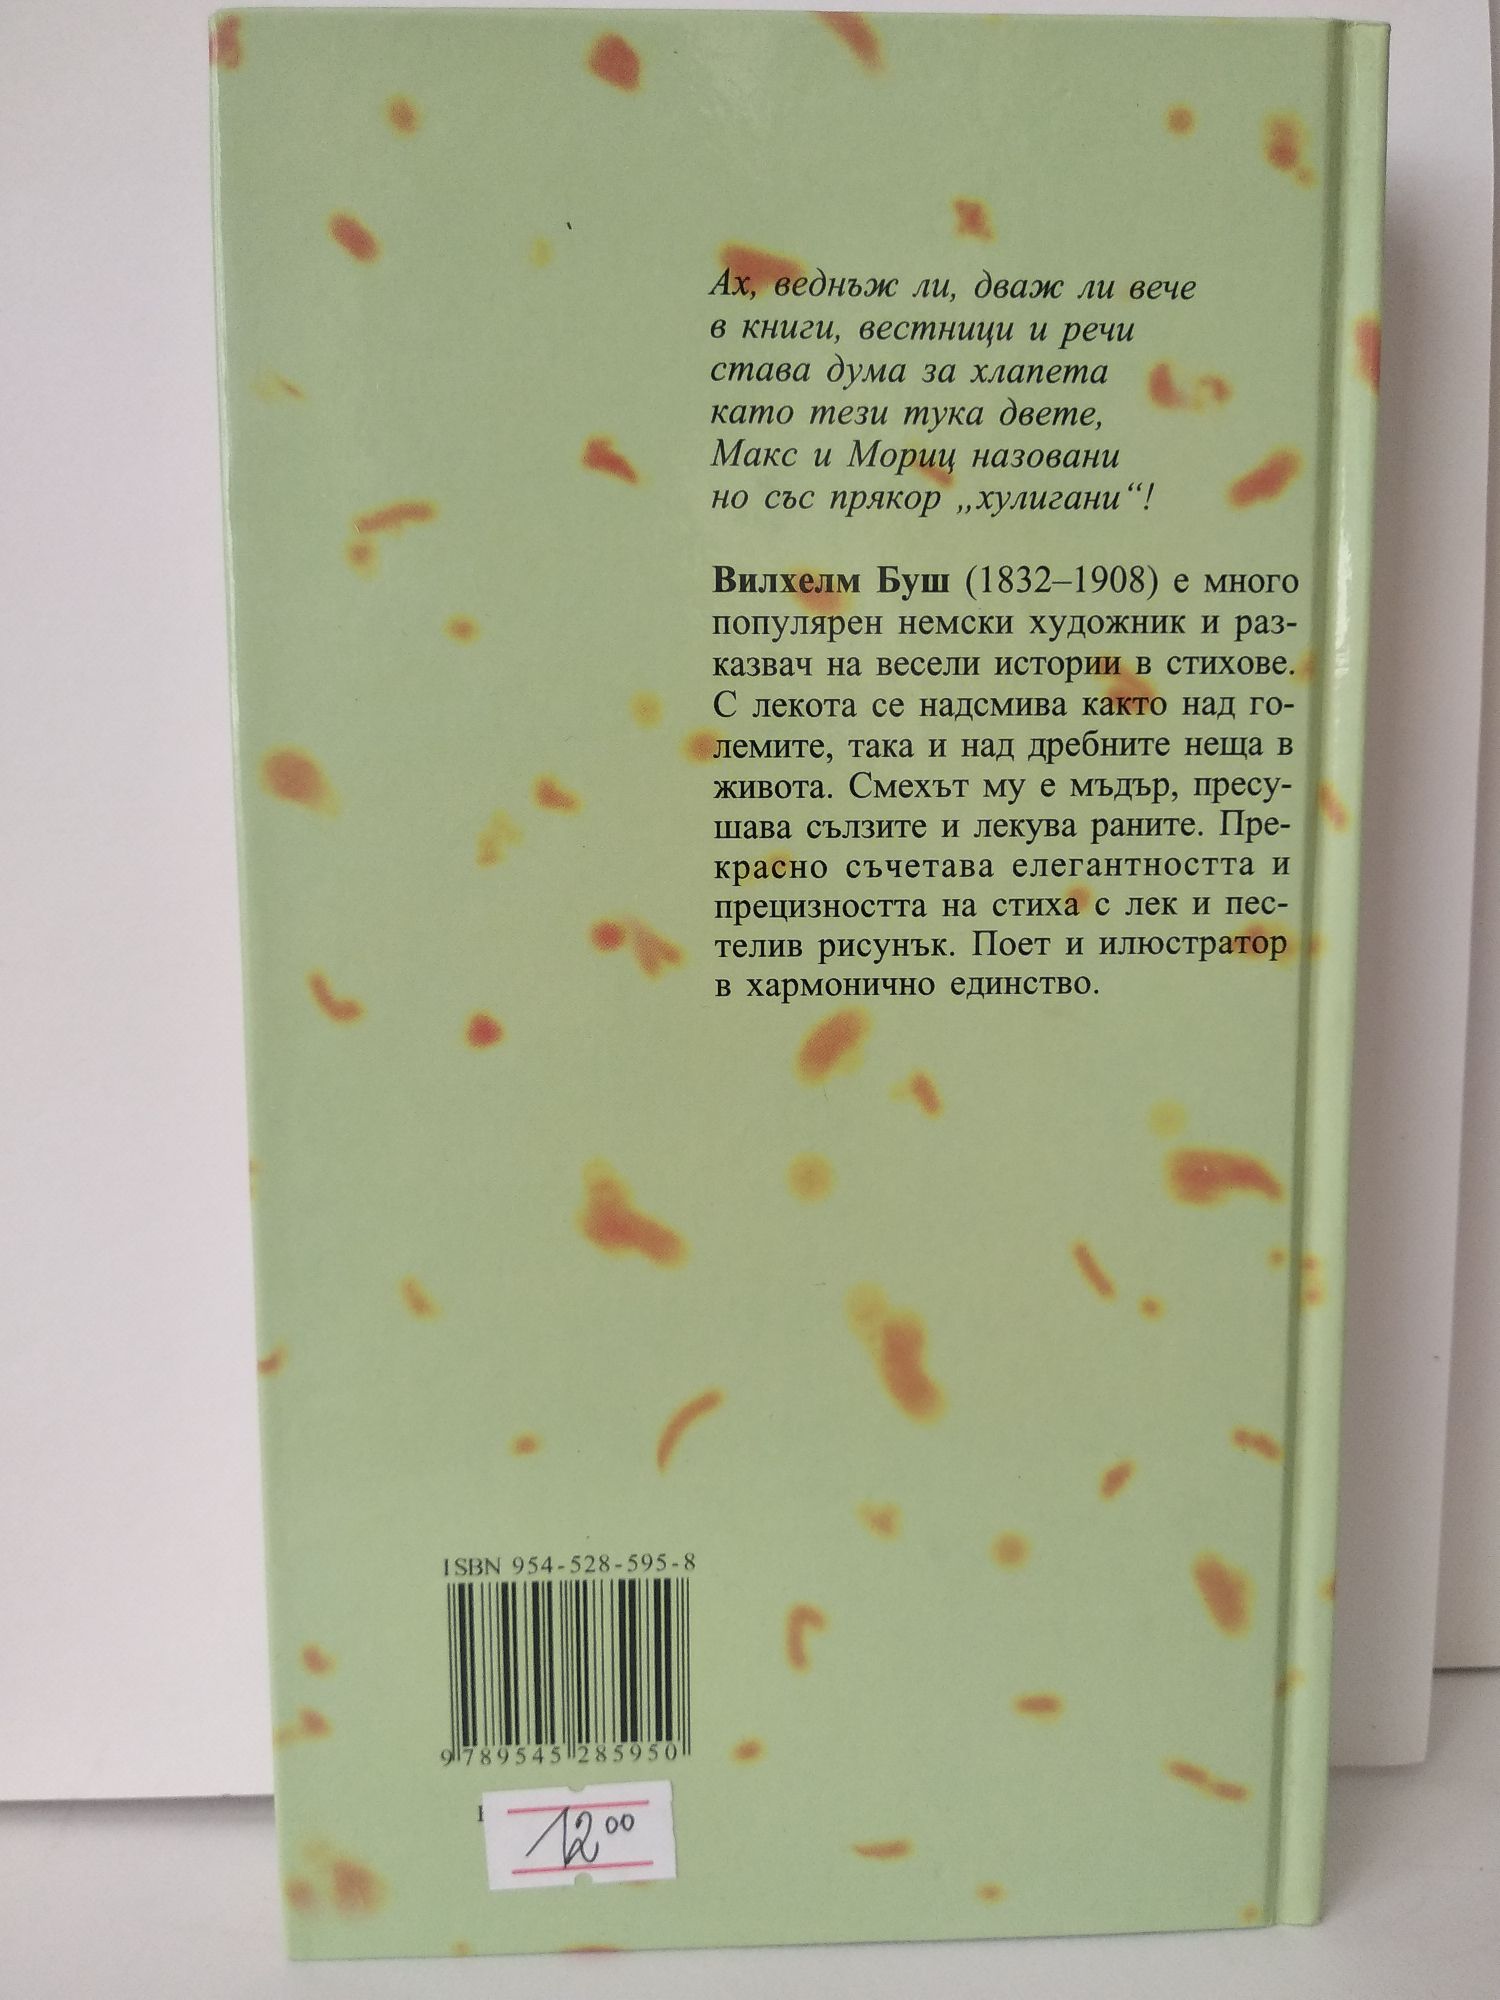 Ах, веднъж ли, дваж ли вече
в книги, вестници и речи
става дума за хлапета
като тези тука двете,
Макс и Мориц назовани
но със прякор „хулигани“!
Вилхелм Буш (1832–1908) е много
популярен немски художник и раз-
казвач на весели истории в стихове.
С лекота се надсмива както над го-
лемите, така и над дребните неща в
живота. Смехът му е мъдър, пресу-
шава сълзите и лекува раните. Пре-
красно съчетава елегантността и
прецизността на стиха с лек и пес-
телив рисунък. Поет и илюстратор
в хармонично единство.
ISBN 954-528-595-8
9 789545 285950
12 00